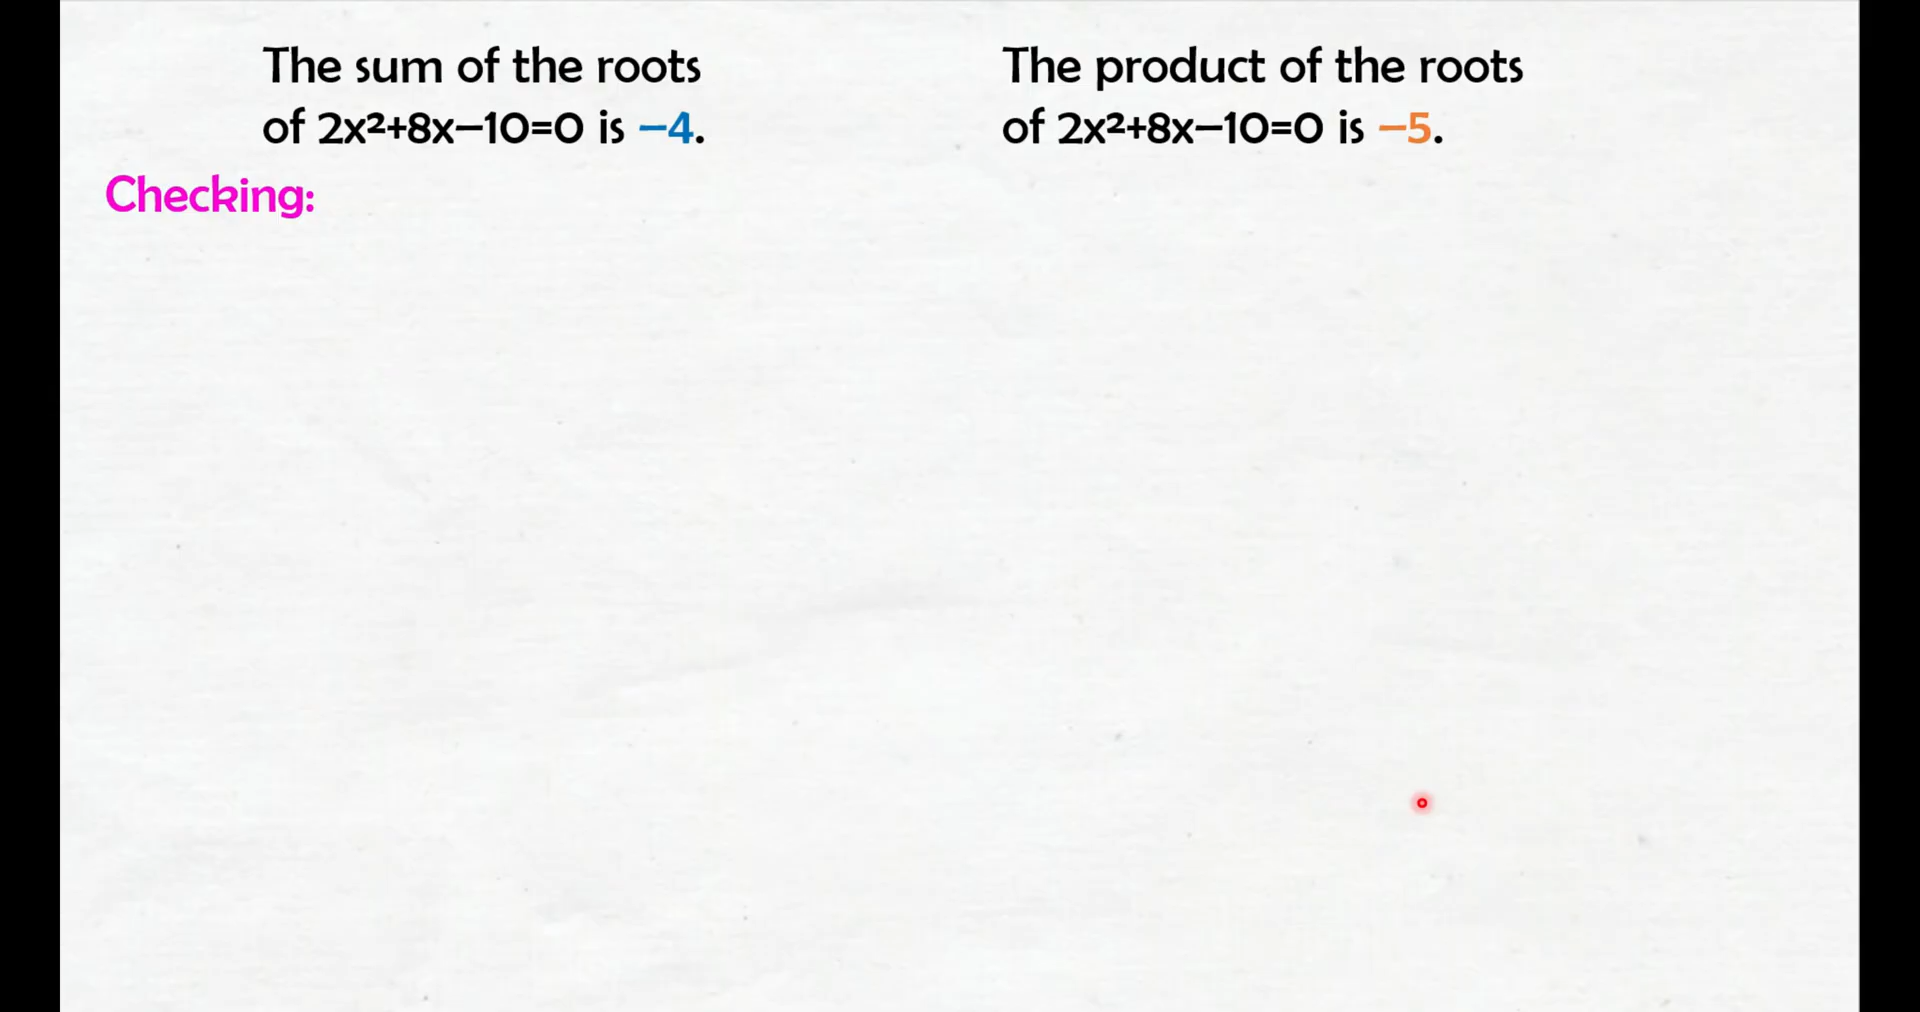 The sum of the roots
of 2x²+8x–10=0 is –4.
The product of the roots
of 2x²+8x–10=0 is –5.
Checking: